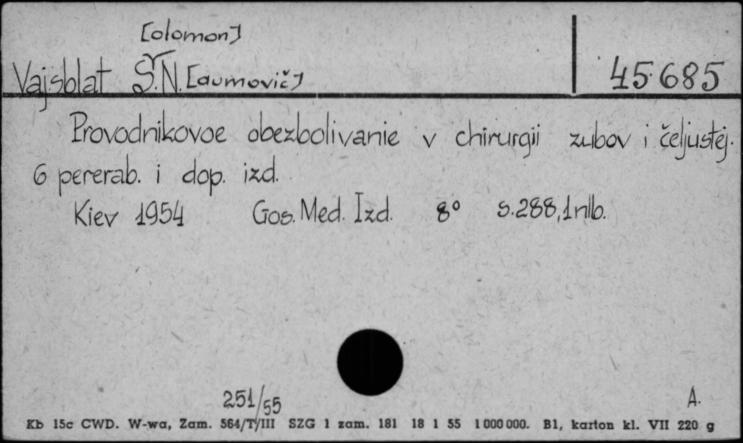 [olomon]
Vajsblat Š.N. [aumovič]
45685
Provodnikovoe obezbolivanie v chirurgii zubov i čeljustej.
6 pererab. i dop. izd.
Kiev 1954 Gos. Med. Izd. 8° s. 288, 1 nlb.
251/55
A.
Kb 15c CWD. W-wa, Zam. 564/T/III SZG 1 zam. 181 18 1 55 1 000 000. B1, karton kl. VII 220 g